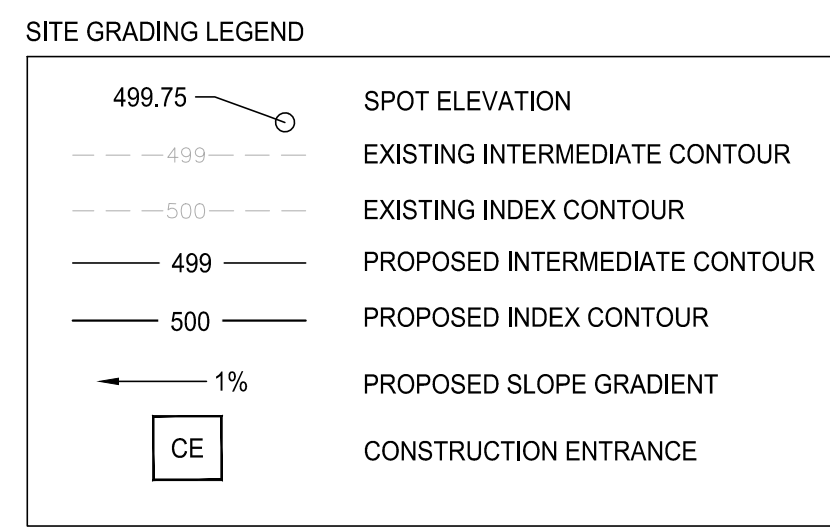 SITE GRADING LEGEND
499.75 SPOT ELEVATION
499 EXISTING INTERMEDIATE CONTOUR
500 EXISTING INDEX CONTOUR
499 PROPOSED INTERMEDIATE CONTOUR
500 PROPOSED INDEX CONTOUR
1% PROPOSED SLOPE GRADIENT
CE CONSTRUCTION ENTRANCE